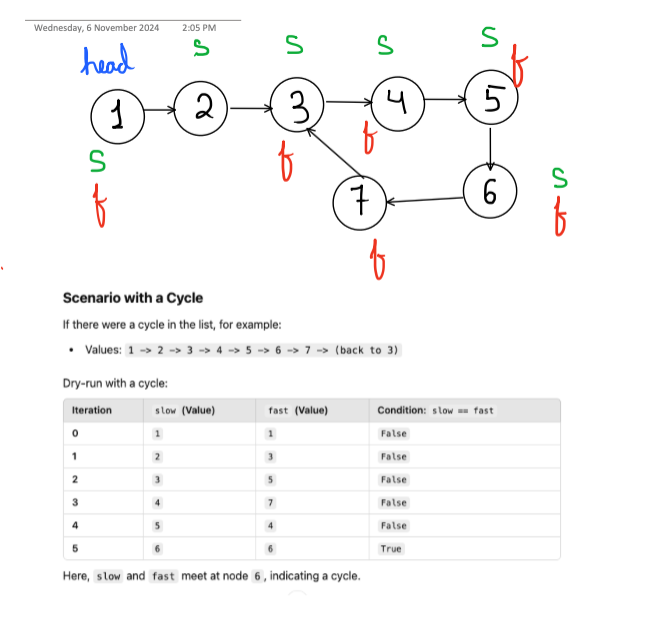 Wednesday, 6 November 2024 2:05 PM
head S S S S f
1 2 3 4 5
S f f
f 7 6 S
f f
Scenario with a Cycle
If there were a cycle in the list, for example:
• Values: 1 -> 2 -> 3 -> 4 -> 5 -> 6 -> 7 -> (back to 3)
Dry-run with a cycle:
Iteration slow (Value) fast (Value) Condition: slow == fast
0 1 1 False
1 2 3 False
2 3 5 False
3 4 7 False
4 5 4 False
5 6 6 True
Here, slow and fast meet at node 6, indicating a cycle.